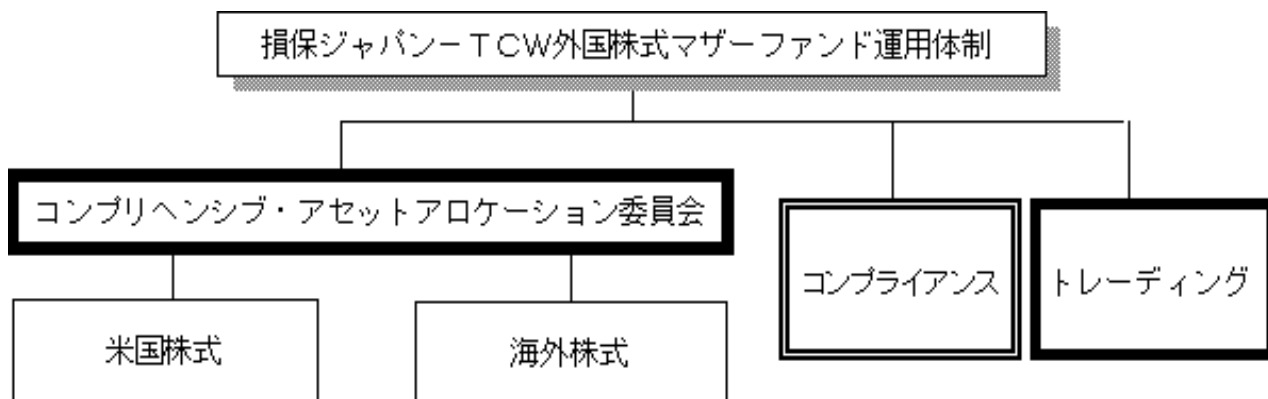 損保ジャパン－ＴＣＷ外国株式マザーファンド運用体制
コンプリヘンシブ・アセットアロケーション委員会
コンプライアンス
トレーディング
米国株式
海外株式